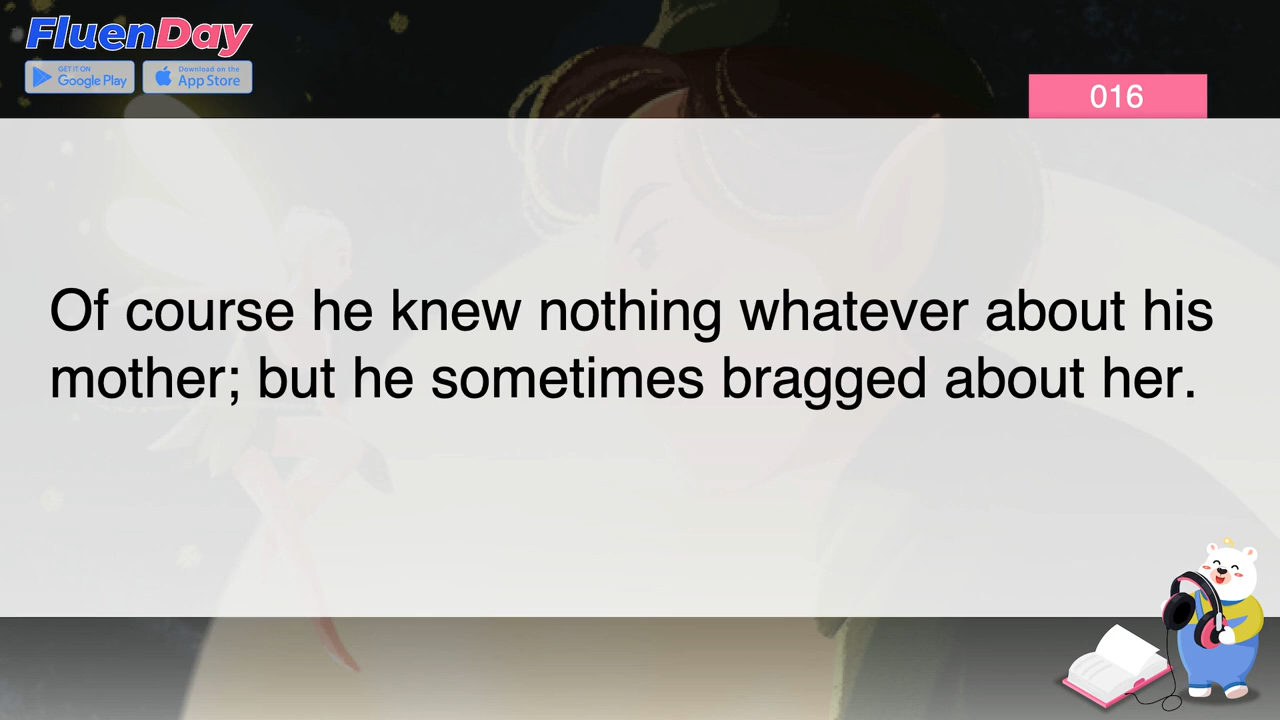 FluenDay
GET IT ON
Google Play
Download on the
App Store
016
Of course he knew nothing whatever about his
mother; but he sometimes bragged about her.